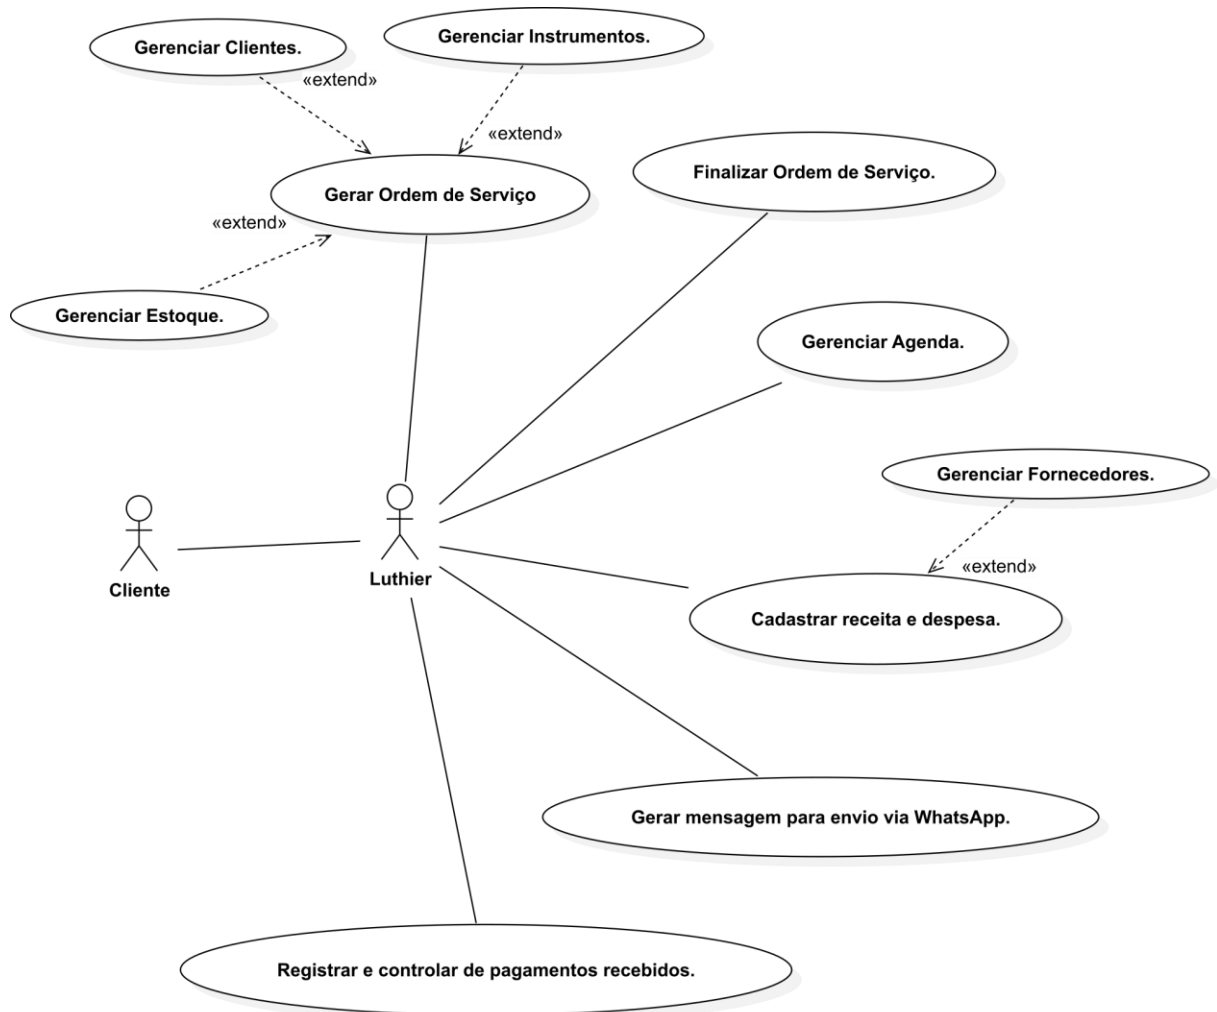 Gerenciar Clientes.
Gerenciar Instrumentos.
«extend»
«extend»
Gerar Ordem de Serviço
Finalizar Ordem de Serviço.
«extend»
Gerenciar Estoque.
Gerenciar Agenda.
Gerenciar Fornecedores.
«extend»
Cliente
Luthier
Cadastrar receita e despesa.
Gerar mensagem para envio via WhatsApp.
Registrar e controlar de pagamentos recebidos.